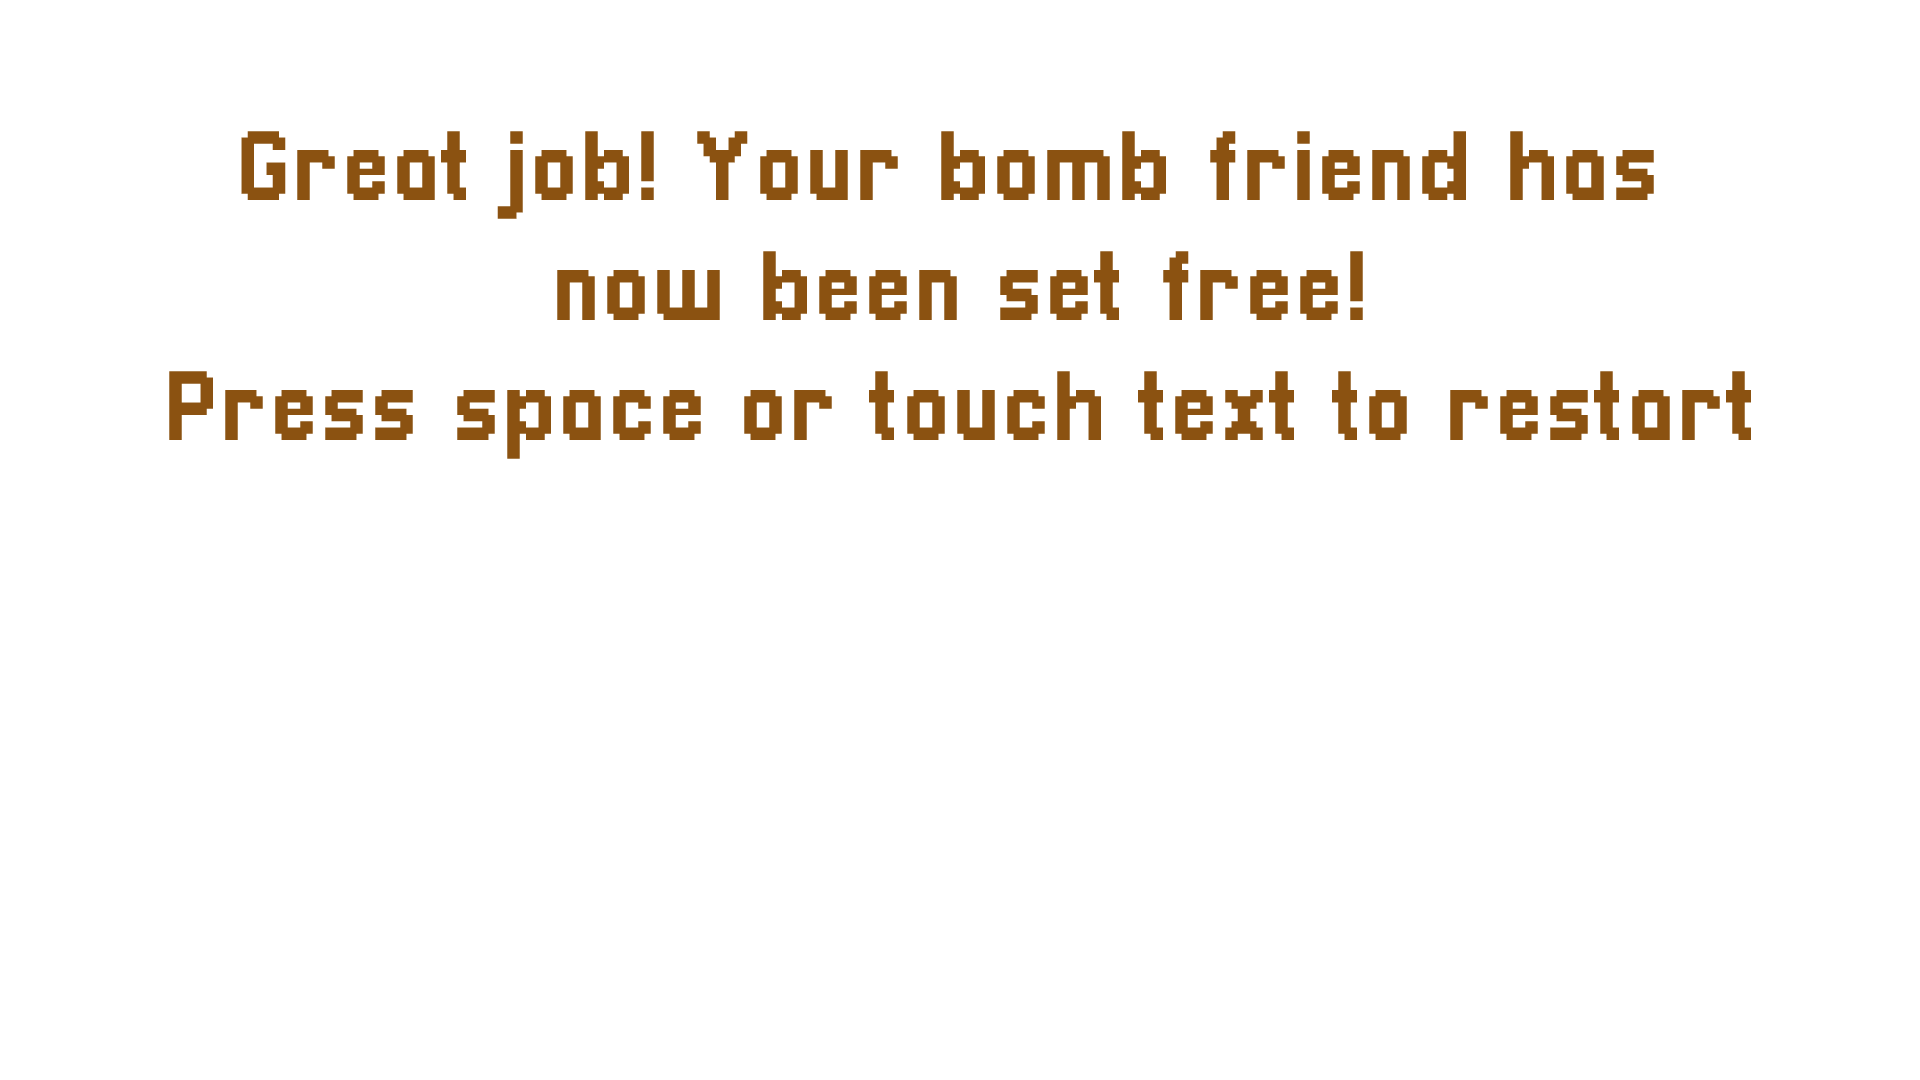 Great job! Your bomb friend has
now been set free!
Press space or touch text to restart